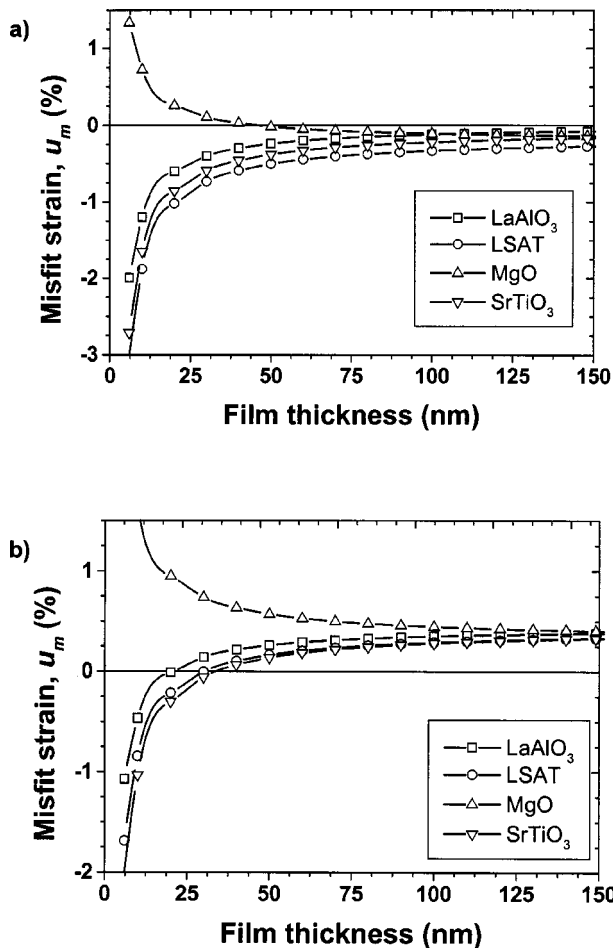 a)
Misfit strain, u_m (%)
1
0
-1
-2
-3
LaAlO₃
LSAT
MgO
SrTiO₃
0 25 50 75 100 125 150
Film thickness (nm)
b)
Misfit strain, u_m (%)
1
0
-1
-2
LaAlO₃
LSAT
MgO
SrTiO₃
0 25 50 75 100 125 150
Film thickness (nm)